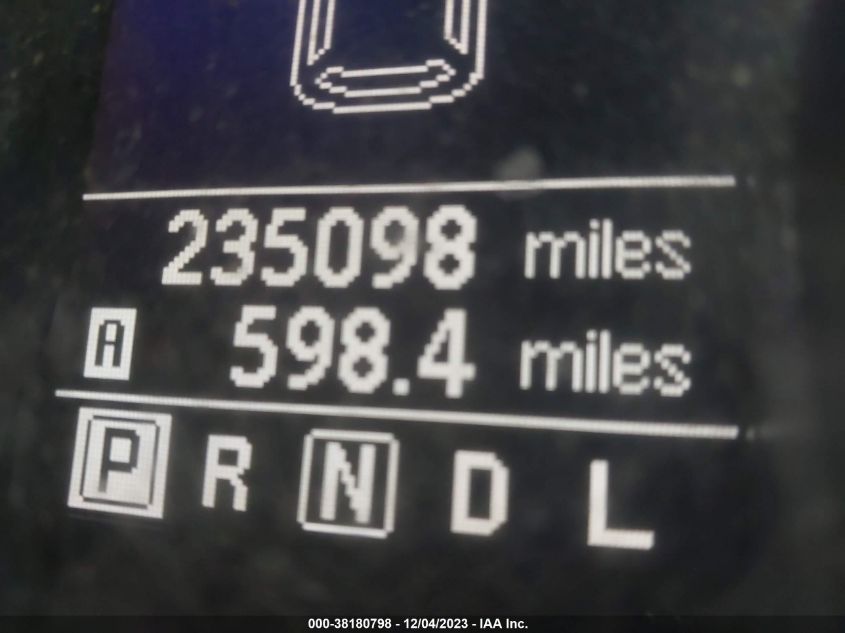 235098 miles
A 598.4 miles
P R N D L
000-38180798 - 12/04/2023 - IAA Inc.